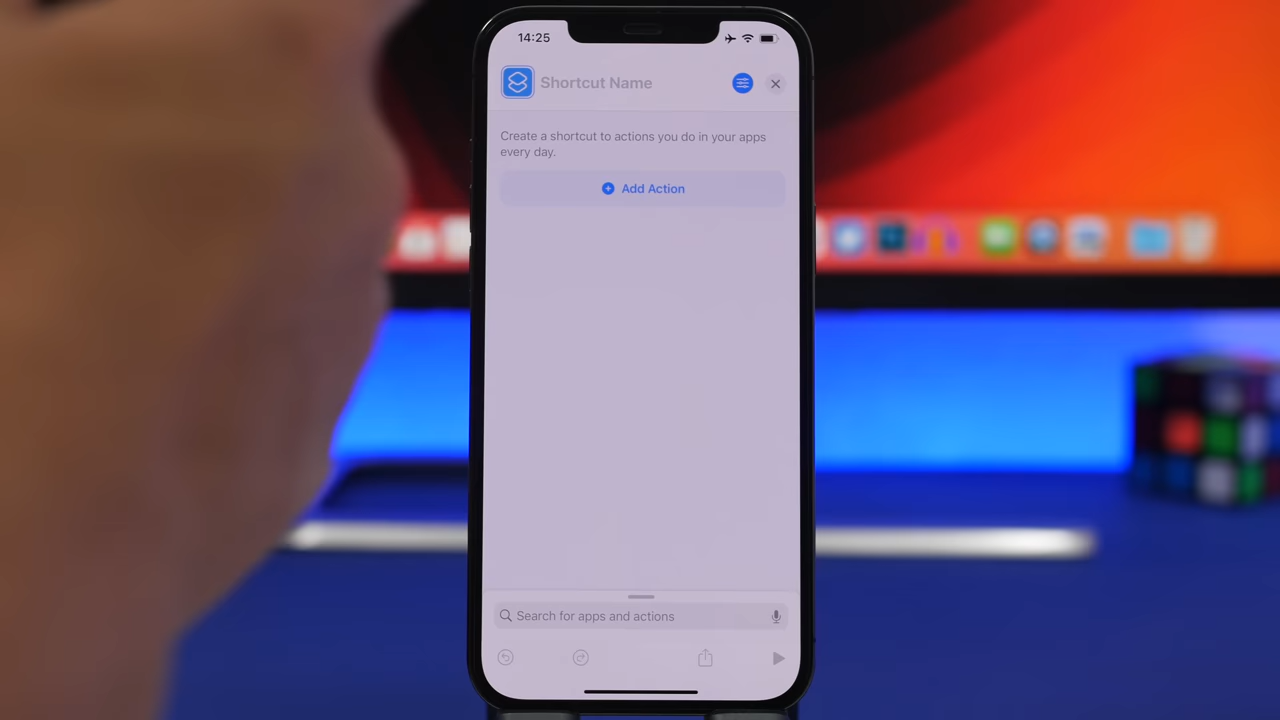 14:25
Shortcut Name
Create a shortcut to actions you do in your apps
every day.
Add Action
Search for apps and actions